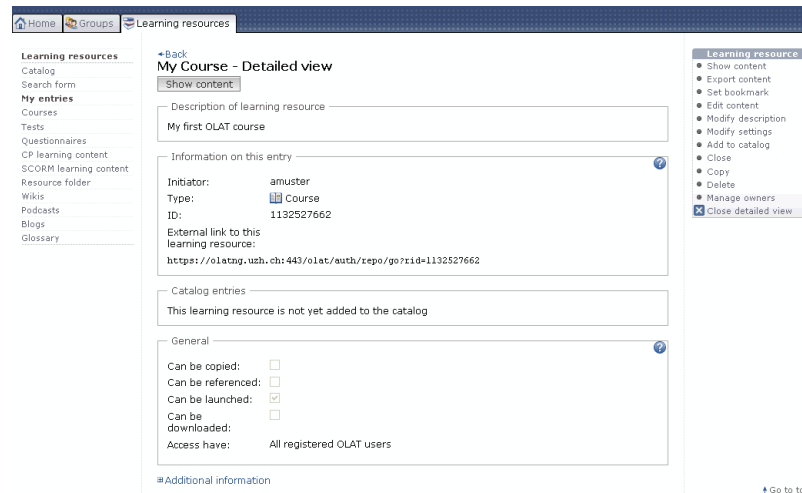 Home Groups Learning resources
Learning resources
Catalog
Search form
My entries
Courses
Tests
Questionnaires
CP learning content
SCORM learning content
Resource folder
Wikis
Podcasts
Blogs
Glossary
Back
My Course - Detailed view
Show content
Description of learning resource
My first OLAT course
Information on this entry
Initiator: amuster
Type: Course
ID: 1132527662
External link to this
learning resource:
https://olatng.uzh.ch:443/olat/auth/repo/go?rid=1132527662
Catalog entries
This learning resource is not yet added to the catalog
General
Can be copied:
Can be referenced:
Can be launched:
Can be
downloaded:
Access have: All registered OLAT users
Additional information
Learning resource
Show content
Export content
Set bookmark
Edit content
Modify description
Modify settings
Add to catalog
Close
Copy
Delete
Manage owners
Close detailed view
Go to